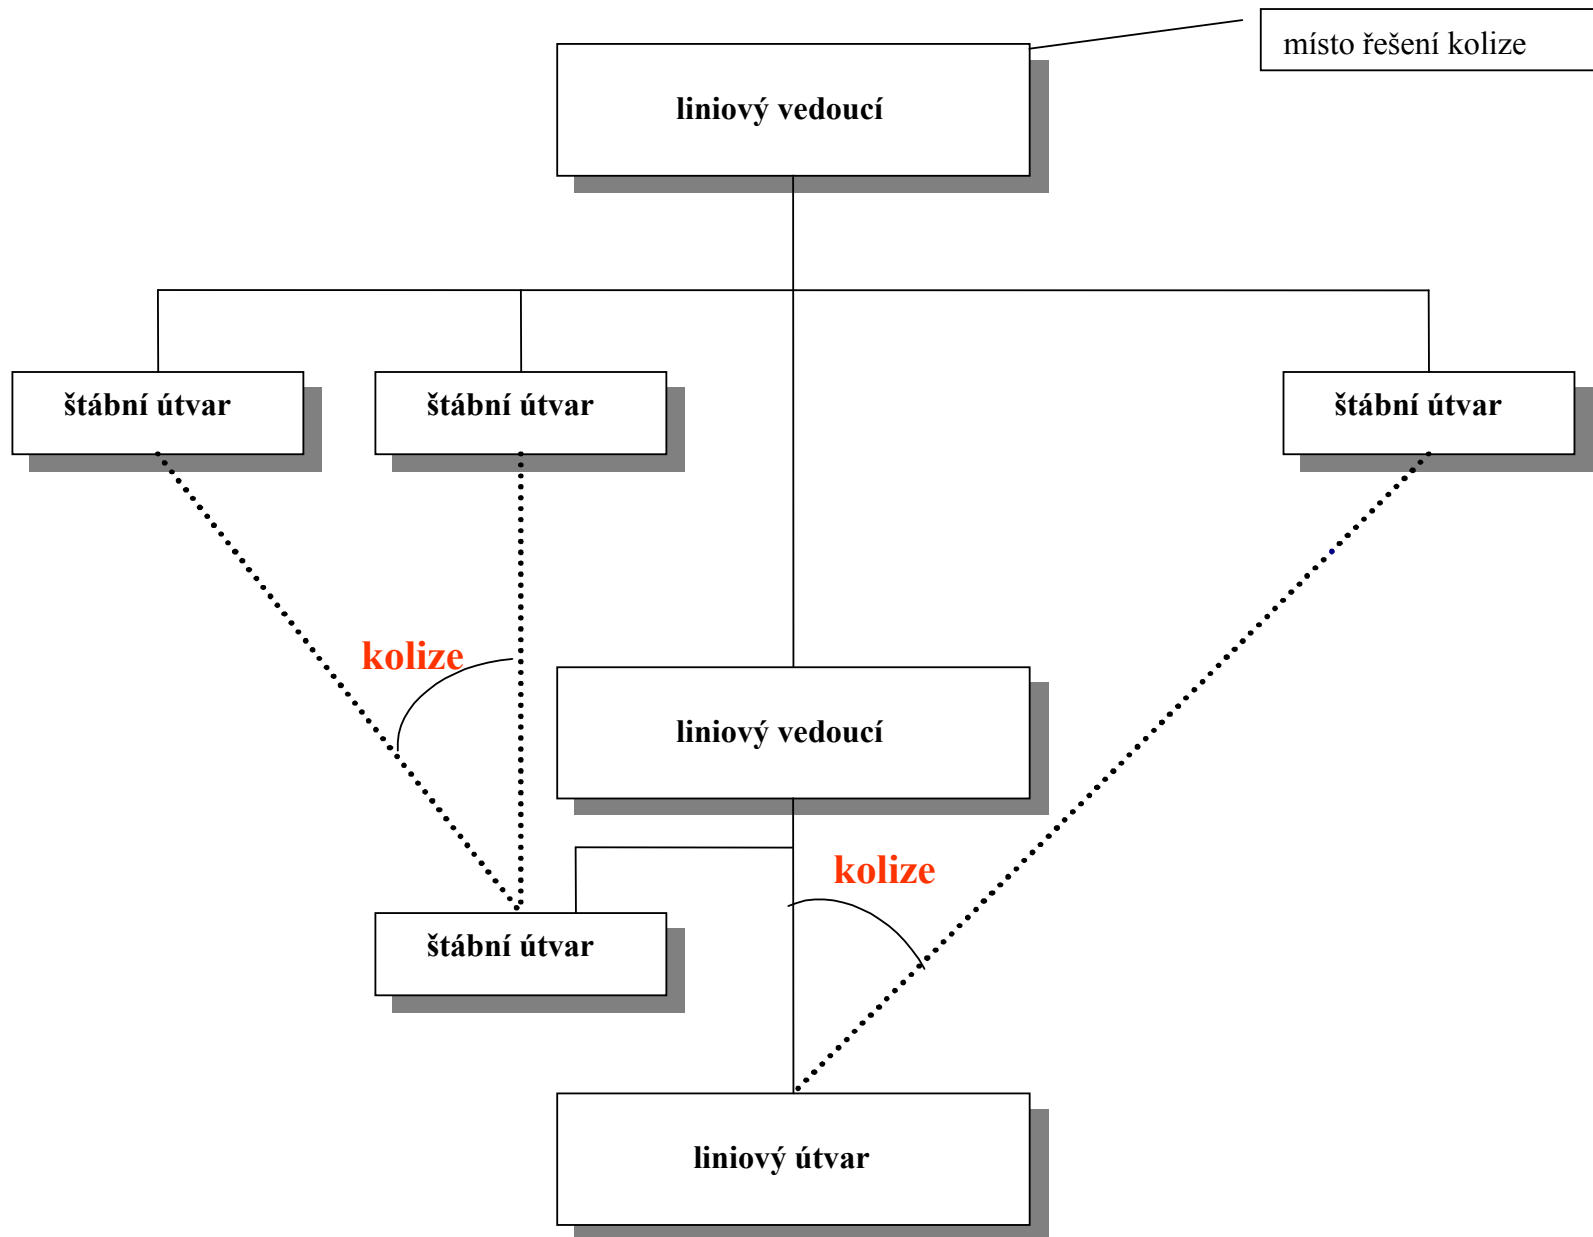 místo řešení kolize
liniový vedoucí
štábní útvar
štábní útvar
štábní útvar
kolize
liniový vedoucí
kolize
štábní útvar
liniový útvar